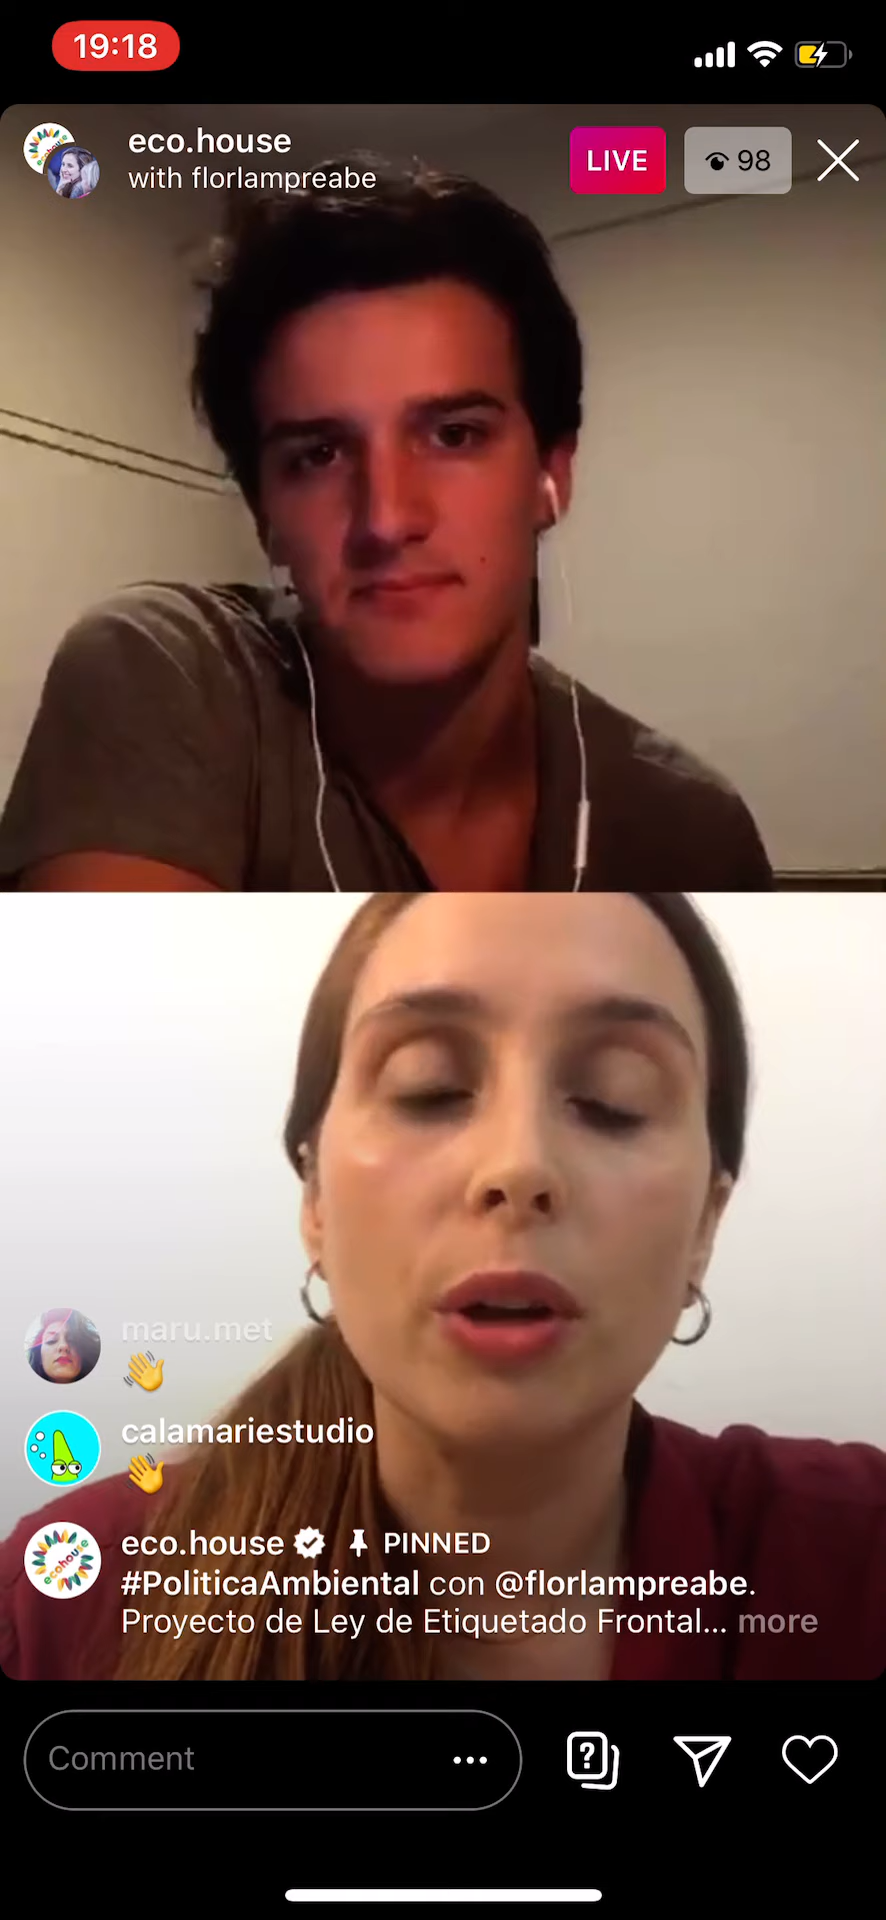 19:18
eco.house
with florlampreabe
LIVE
98
maru.met
👋
calamariestudio
👋
eco.house PINNED
#PoliticaAmbiental con @florlampreabe.
Proyecto de Ley de Etiquetado Frontal... more
ecohouse
Comment
?